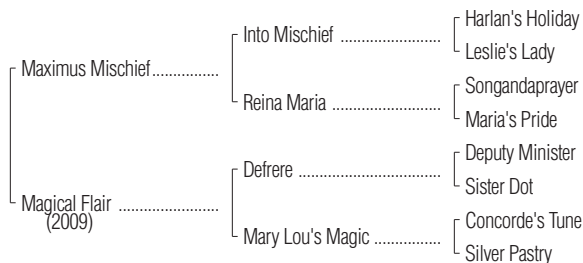 Harlan's Holiday
Into Mischief ..................
Leslie's Lady
Maximus Mischief..............
Songandaprayer
Reina Maria ....................
Maria's Pride
Deputy Minister
Defrere ...........................
Sister Dot
Magical Flair .....................
(2009)
Concorde's Tune
Mary Lou's Magic ................
Silver Pastry